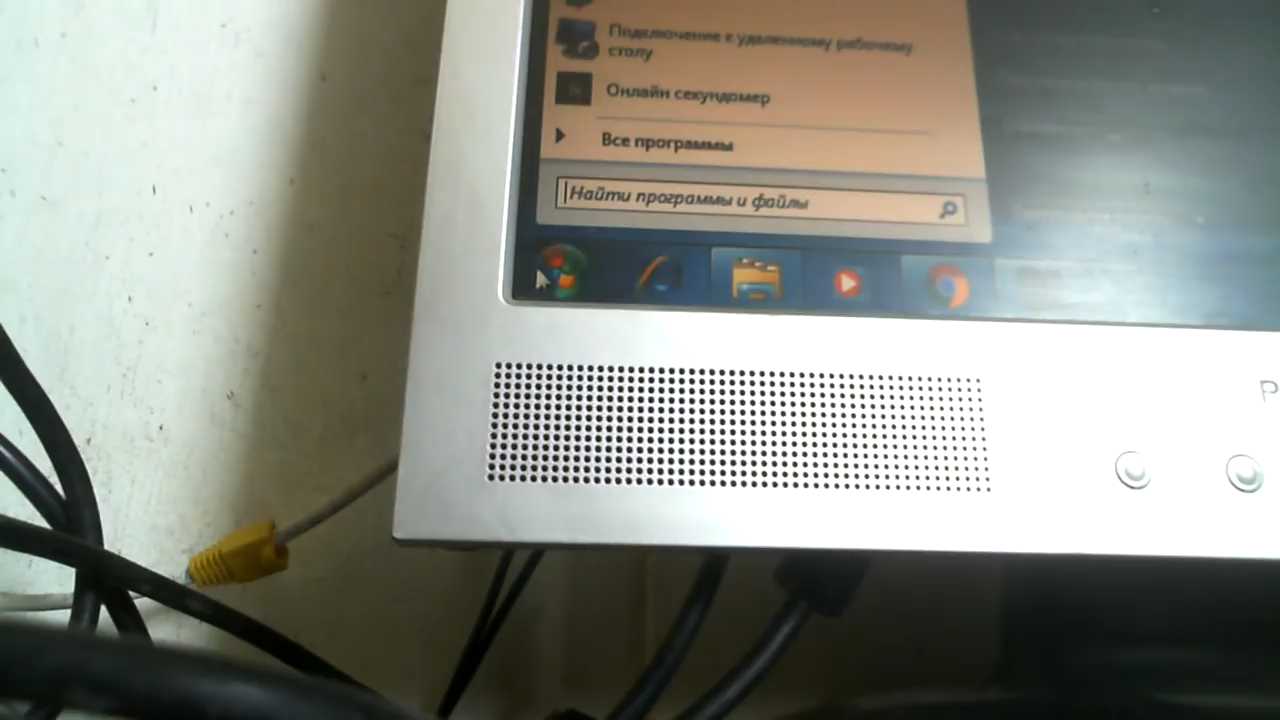 Подключение к удаленному рабочему
столу
Онлайн секундомер
Все программы
Найти программы и файлы
P